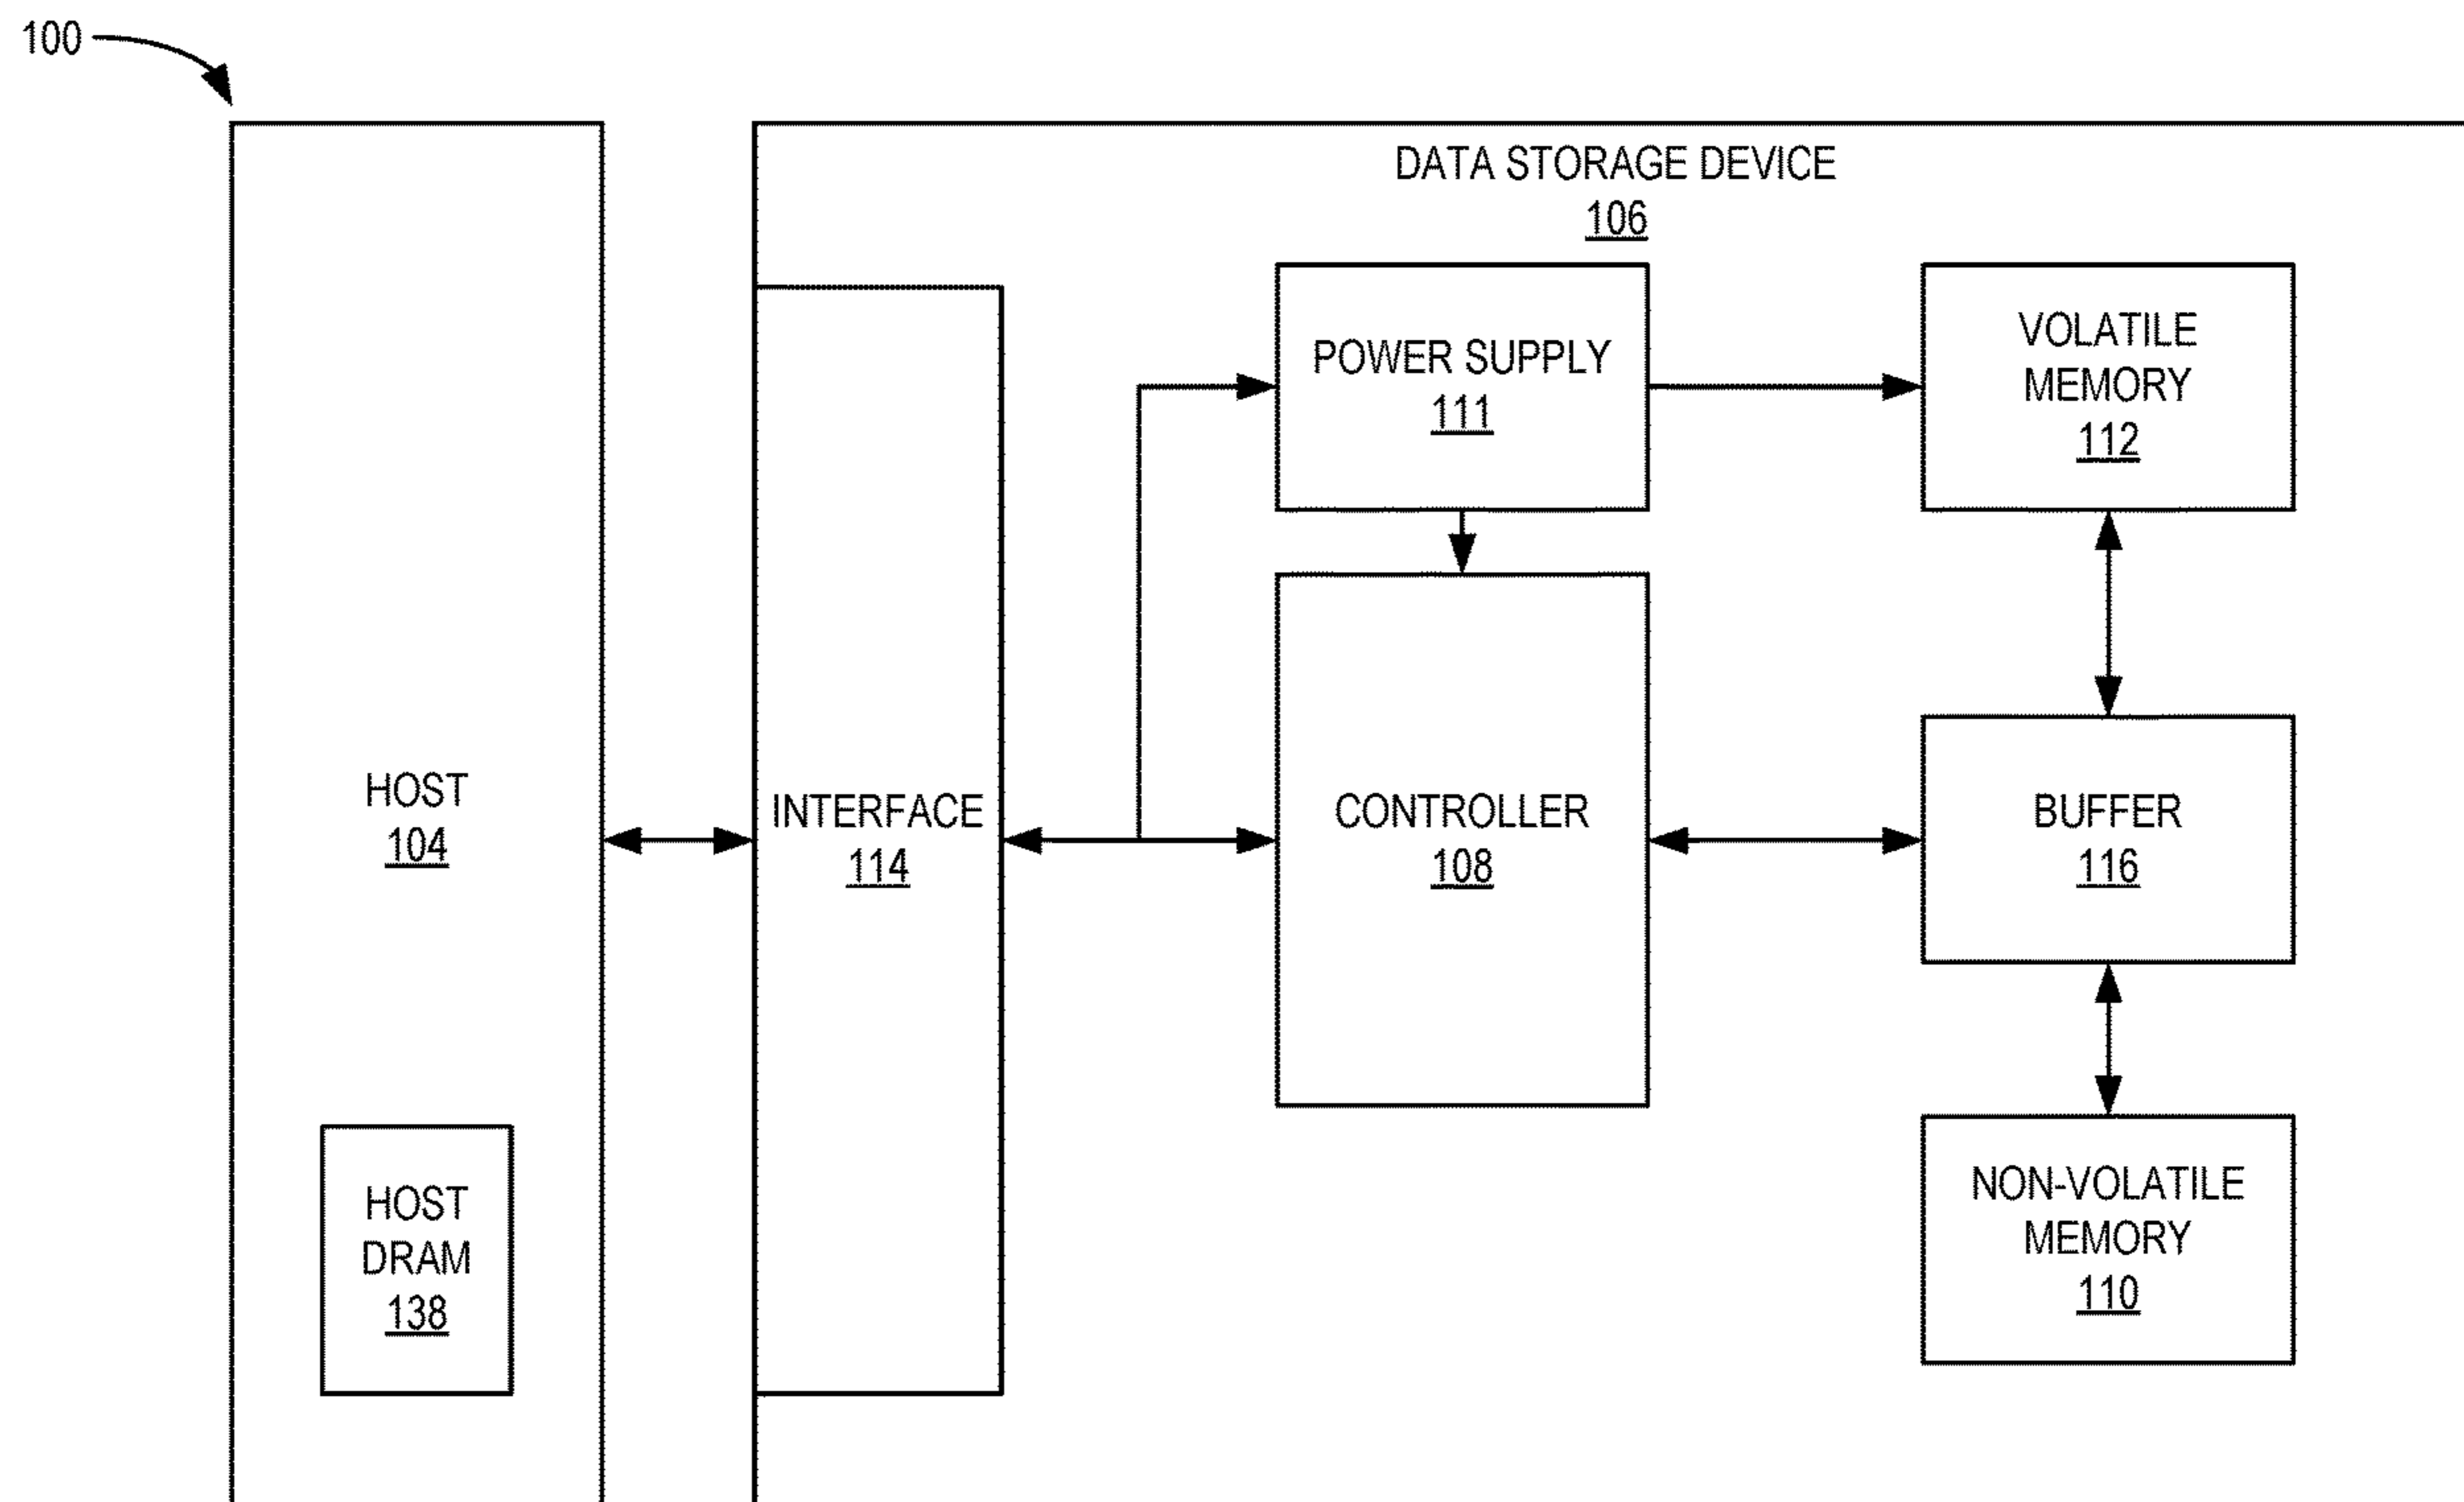 100
DATA STORAGE DEVICE
106
POWER SUPPLY
111
VOLATILE
MEMORY
112
HOST
104
INTERFACE
114
CONTROLLER
108
BUFFER
116
HOST
DRAM
138
NON-VOLATILE
MEMORY
110